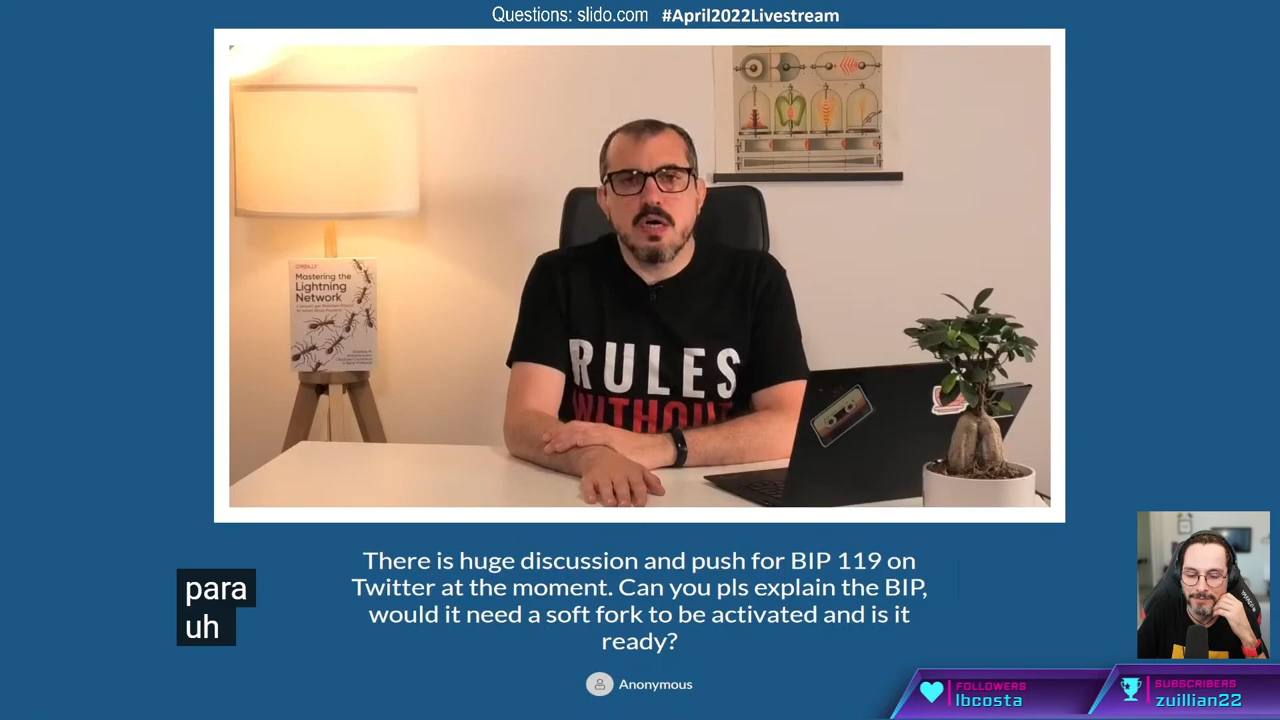 Questions: slido.com #April2022Livestream
O'REILLY
Mastering the
Lightning
Network
RULES
WITHOUT
There is huge discussion and push for BIP 119 on
Twitter at the moment. Can you pls explain the BIP,
would it need a soft fork to be activated and is it
ready?
Anonymous
para
uh
FOLLOWERS
lbcosta
SUBSCRIBERS
zuillian22